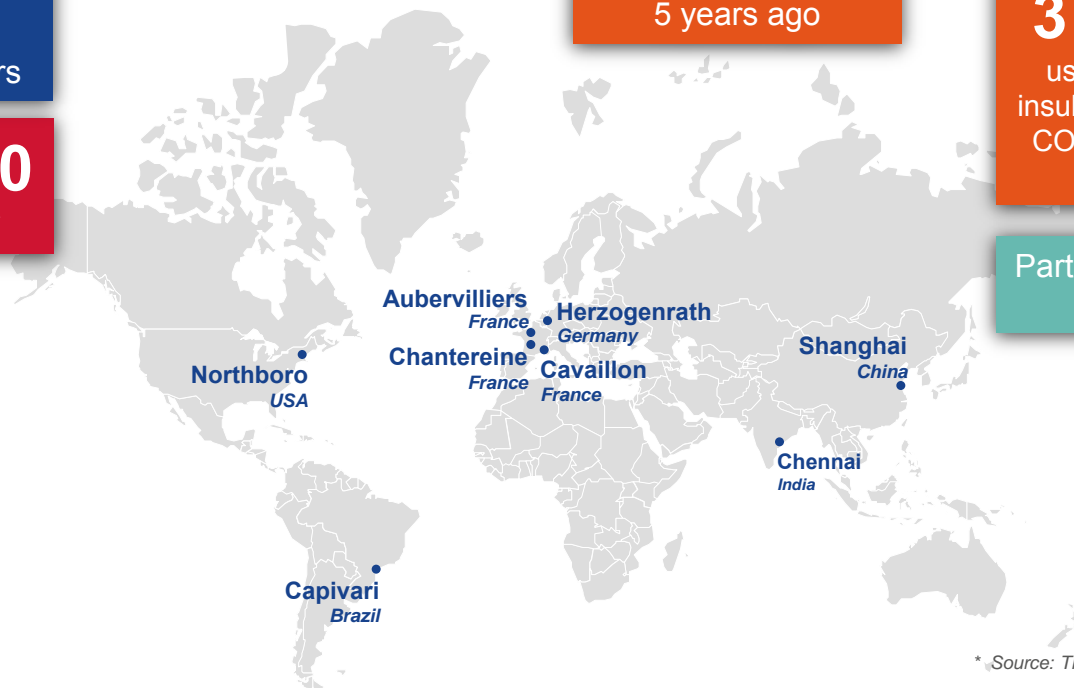 5 years ago
rs
0
3
us
insul
CO
Part
Aubervilliers
France
Herzogenrath
Germany
Chantereine
France
Cavaillon
France
Northboro
USA
Shanghai
China
Chennai
India
Capivari
Brazil
* Source: T